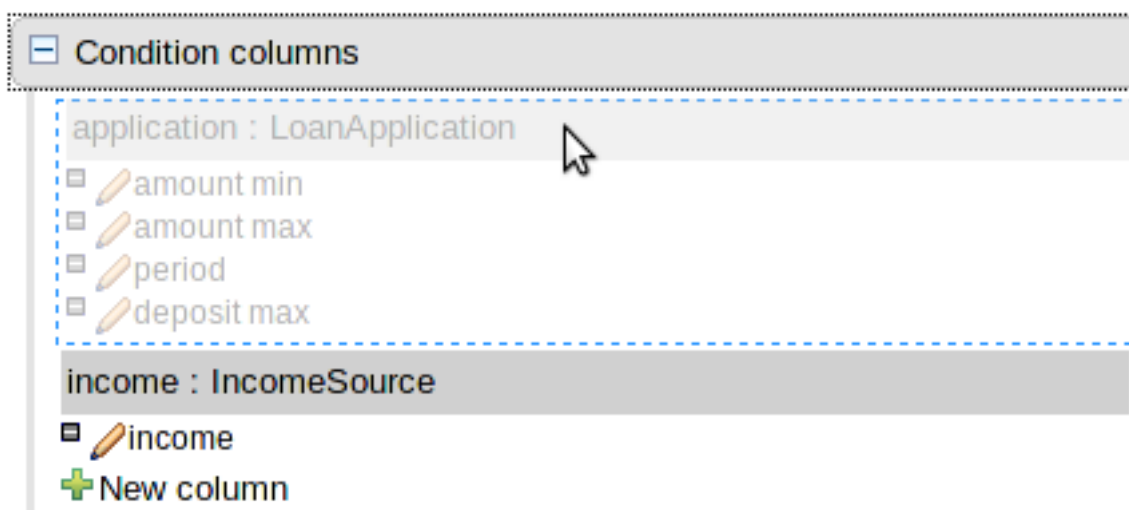 Condition columns
application : LoanApplication
amount min
amount max
period
deposit max
income : IncomeSource
income
New column